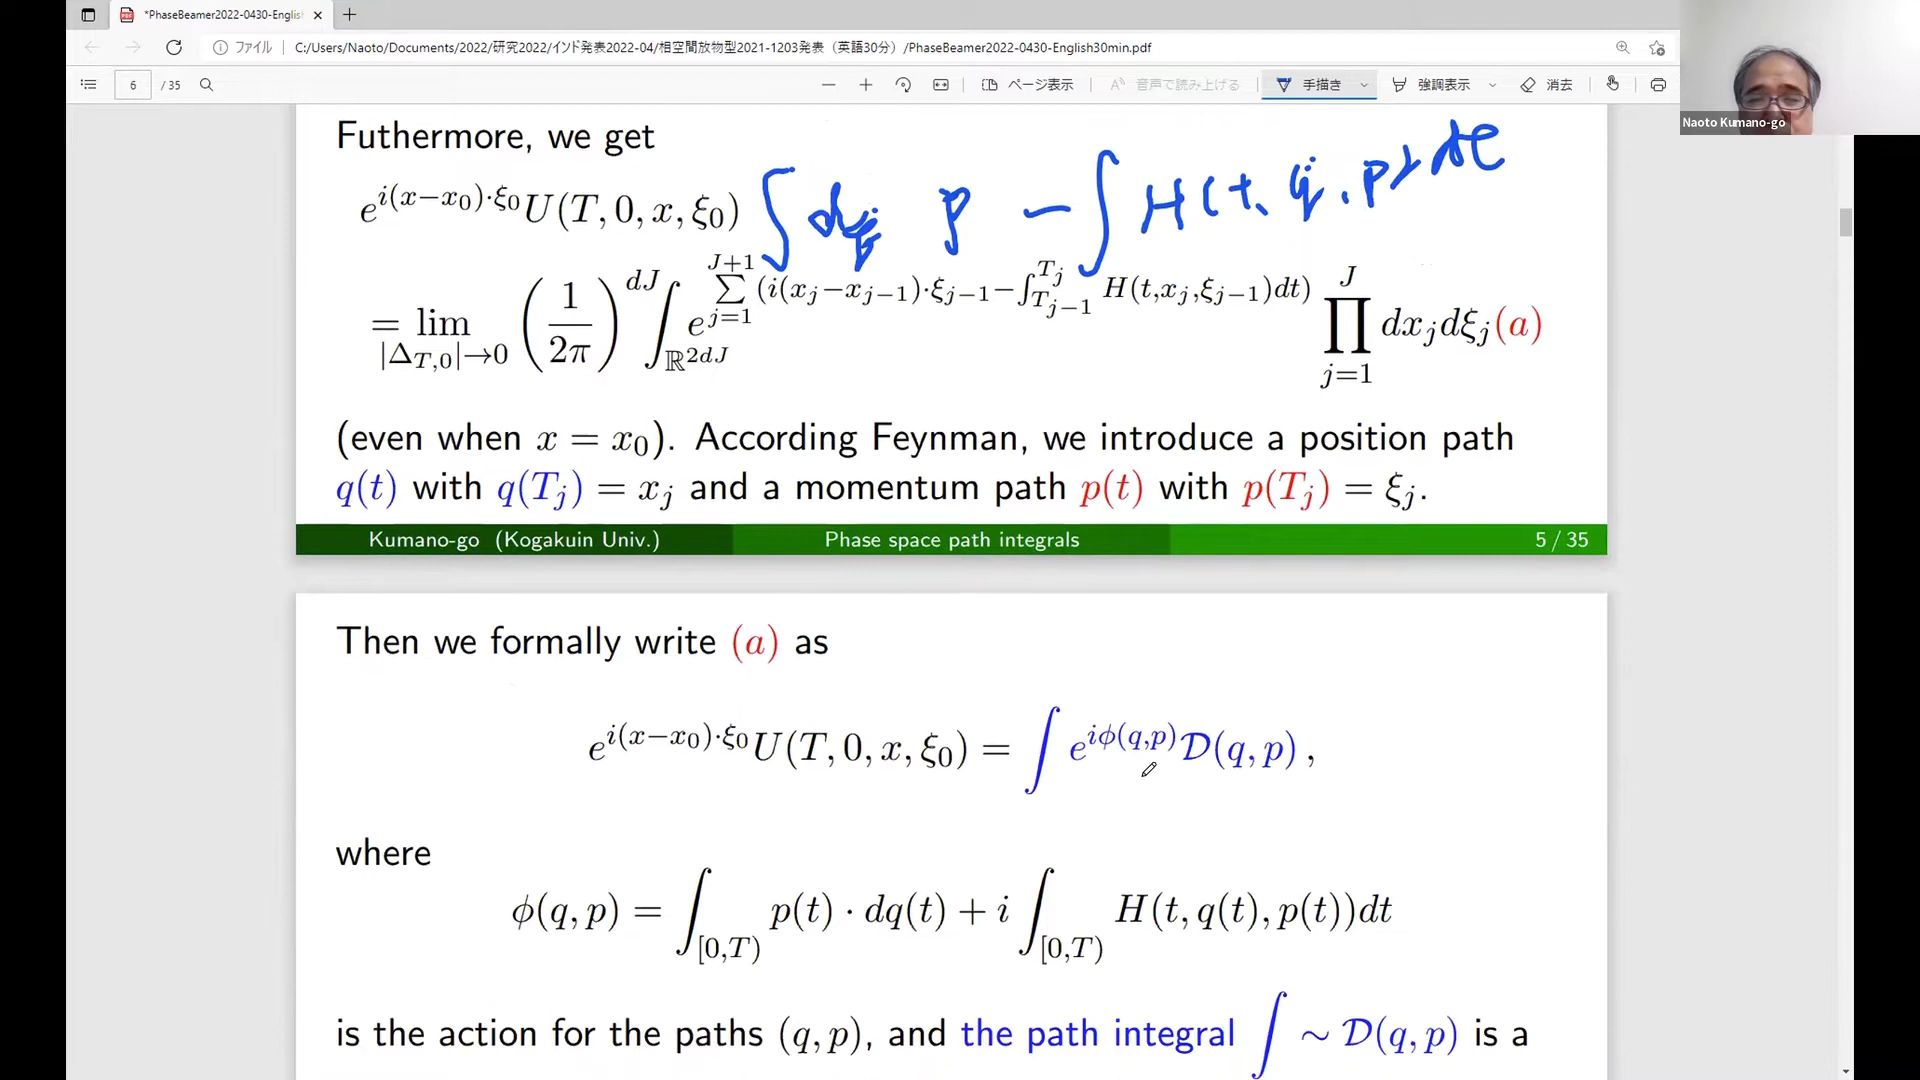 *PhaseBeamer2022-0430-English
ファイル C:/Users/Naoto/Documents/2022/研究2022/インド発表2022-04/相空間放物型2021-1203発表（英語30分）/PhaseBeamer2022-0430-English30min.pdf
6 / 35 ページ表示 音声で読み上げる 手描き 強調表示 消去
Naoto Kumano-go
Futhermore, we get
e^{i(x−x_0)·ξ_0} U(T, 0, x, ξ_0) ∫ dq p − ∫ H(t, q, p) dt
= lim_{|Δ_{T,0}|→0} (1/2π)^{dJ} ∫_{ℝ^{2dJ}} e^{∑_{j=1}^{J+1} (i(x_j−x_{j−1})·ξ_{j−1} − ∫_{T_{j−1}}^{T_j} H(t,x_j,ξ_{j−1})dt)} ∏_{j=1}^{J} dx_j dξ_j (a)
(even when x = x_0). According Feynman, we introduce a position path
q(t) with q(T_j) = x_j and a momentum path p(t) with p(T_j) = ξ_j.
Kumano-go (Kogakuin Univ.) Phase space path integrals 5 / 35
Then we formally write (a) as
e^{i(x−x_0)·ξ_0} U(T, 0, x, ξ_0) = ∫ e^{iϕ(q,p)} 𝒟(q, p) ,
where
ϕ(q, p) = ∫_{[0,T)} p(t) · dq(t) + i ∫_{[0,T)} H(t, q(t), p(t))dt
is the action for the paths (q, p), and the path integral ∫ ∼ 𝒟(q, p) is a